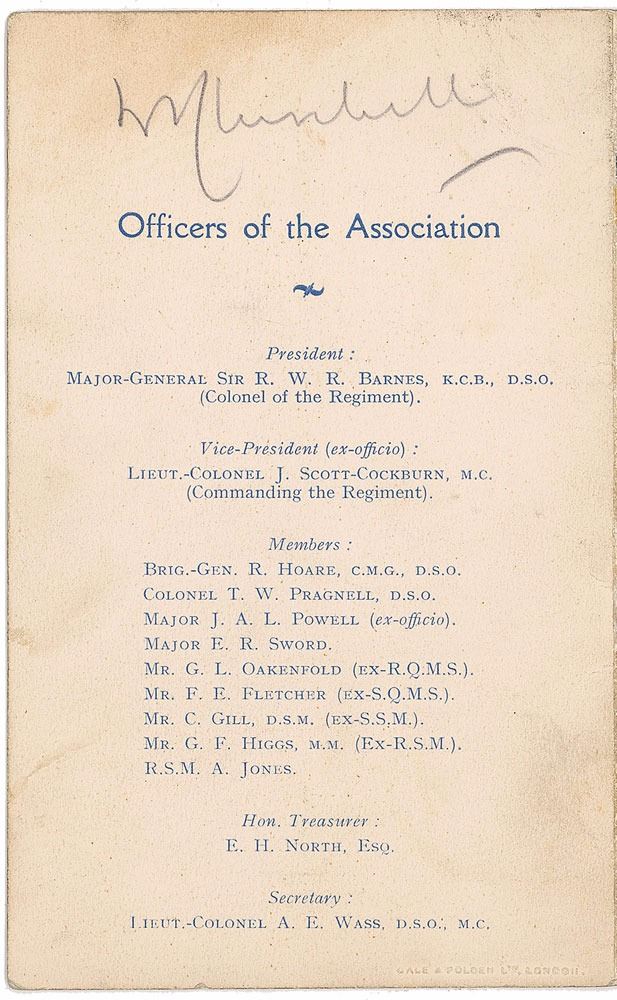 W Churchill
Officers of the Association
President :
Major-General Sir R. W. R. Barnes, K.C.B., D.S.O.
(Colonel of the Regiment).
Vice-President (ex-officio) :
Lieut.-Colonel J. Scott-Cockburn, M.C.
(Commanding the Regiment).
Members :
Brig.-Gen. R. Hoare, C.M.G., D.S.O.
Colonel T. W. Pragnell, D.S.O.
Major J. A. L. Powell (ex-officio).
Major E. R. Sword.
Mr. G. L. Oakenfold (ex-R.Q.M.S.).
Mr. F. E. Fletcher (ex-S.Q.M.S.).
Mr. C. Gill, D.S.M. (ex-S.S.M.).
Mr. G. F. Higgs, M.M. (Ex-R.S.M.).
R.S.M. A. Jones.
Hon. Treasurer :
E. H. North, Esq.
Secretary :
Lieut.-Colonel A. E. Wass, D.S.O., M.C.
GALE & POLDEN LTD, LONDON.